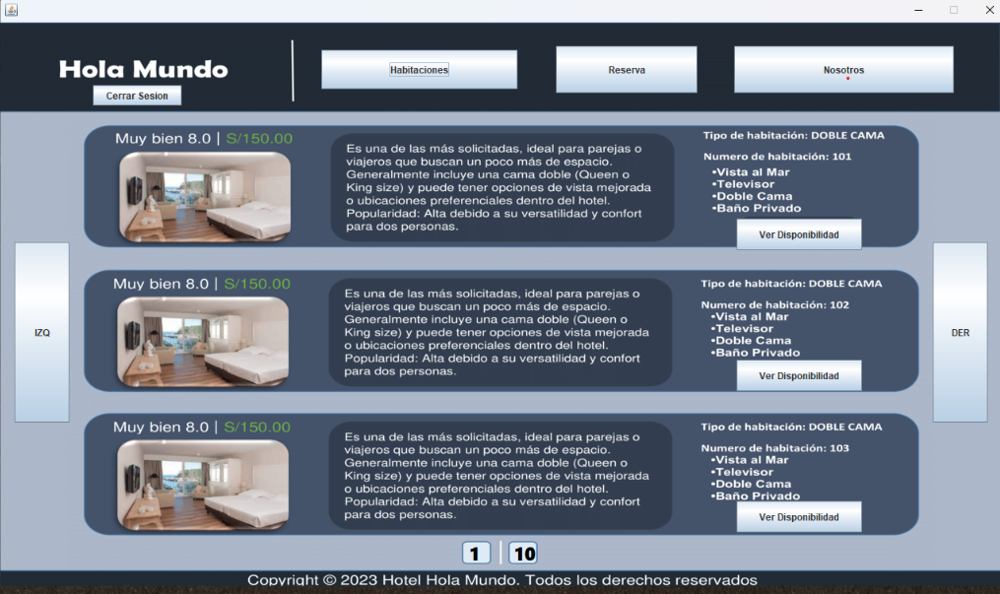 Hola Mundo
Cerrar Sesion
Habitaciones
Reserva
Nosotros
Muy bien 8.0 | S/150.00
Es una de las más solicitadas, ideal para parejas o
viajeros que buscan un poco más de espacio.
Generalmente incluye una cama doble (Queen o
King size) y puede tener opciones de vista mejorada
o ubicaciones preferenciales dentro del hotel.
Popularidad: Alta debido a su versatilidad y confort
para dos personas.
Tipo de habitación: DOBLE CAMA
Numero de habitación: 101
•Vista al Mar
•Televisor
•Doble Cama
•Baño Privado
Ver Disponibilidad
IZQ
Muy bien 8.0 | S/150.00
Es una de las más solicitadas, ideal para parejas o
viajeros que buscan un poco más de espacio.
Generalmente incluye una cama doble (Queen o
King size) y puede tener opciones de vista mejorada
o ubicaciones preferenciales dentro del hotel.
Popularidad: Alta debido a su versatilidad y confort
para dos personas.
Tipo de habitación: DOBLE CAMA
Numero de habitación: 102
•Vista al Mar
•Televisor
•Doble Cama
•Baño Privado
Ver Disponibilidad
DER
Muy bien 8.0 | S/150.00
Es una de las más solicitadas, ideal para parejas o
viajeros que buscan un poco más de espacio.
Generalmente incluye una cama doble (Queen o
King size) y puede tener opciones de vista mejorada
o ubicaciones preferenciales dentro del hotel.
Popularidad: Alta debido a su versatilidad y confort
para dos personas.
Tipo de habitación: DOBLE CAMA
Numero de habitación: 103
•Vista al Mar
•Televisor
•Doble Cama
•Baño Privado
Ver Disponibilidad
1 | 10
Copyright © 2023 Hotel Hola Mundo. Todos los derechos reservados